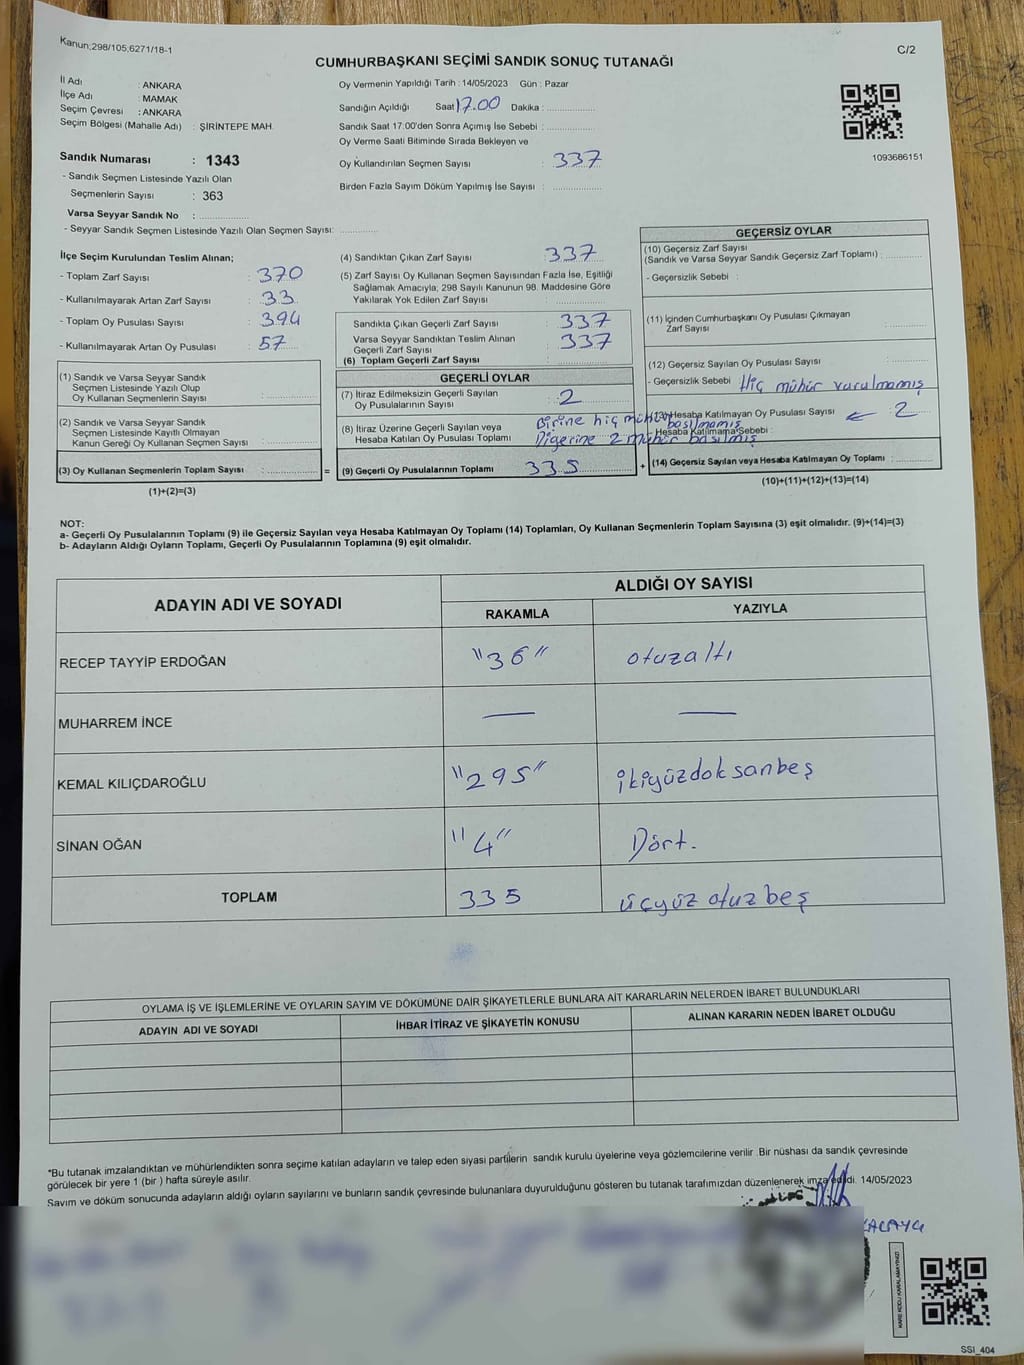 Kanun;298/105;6271/18-1
C/2
CUMHURBAŞKANI SEÇİMİ SANDIK SONUÇ TUTANAĞI
İl Adı : ANKARA
İlçe Adı : MAMAK
Seçim Çevresi : ANKARA
Seçim Bölgesi (Mahalle Adı) : ŞİRİNTEPE MAH.
Sandık Numarası : 1343
- Sandık Seçmen Listesinde Yazılı Olan
Seçmenlerin Sayısı : 363
Varsa Seyyar Sandık No :
- Seyyar Sandık Seçmen Listesinde Yazılı Olan Seçmen Sayısı:
Oy Vermenin Yapıldığı Tarih : 14/05/2023 Gün : Pazar
Sandığın Açıldığı Saat 17.00 Dakika :
Sandık Saat 17:00'den Sonra Açımış İse Sebebi :
Oy Verme Saati Bitiminde Sırada Bekleyen ve
Oy Kullandırılan Seçmen Sayısı : 337
Birden Fazla Sayım Döküm Yapılmış İse Sayısı :
1093686151
İlçe Seçim Kurulundan Teslim Alınan;
- Toplam Zarf Sayısı : 370
- Kullanılmayarak Artan Zarf Sayısı : 33
- Toplam Oy Pusulası Sayısı : 394
- Kullanılmayarak Artan Oy Pusulası : 57
(1) Sandık ve Varsa Seyyar Sandık
Seçmen Listesinde Yazılı Olup
Oy Kullanan Seçmenlerin Sayısı :
(2) Sandık ve Varsa Seyyar Sandık
Seçmen Listesinde Kayıtlı Olmayan
Kanun Gereği Oy Kullanan Seçmen Sayısı :
(3) Oy Kullanan Seçmenlerin Toplam Sayısı : =
(1)+(2)=(3)
(4) Sandıktan Çıkan Zarf Sayısı : 337
(5) Zarf Sayısı Oy Kullanan Seçmen Sayısından Fazla İse, Eşitliği
Sağlamak Amacıyla; 298 Sayılı Kanunun 98. Maddesine Göre
Yakılarak Yok Edilen Zarf Sayısı :
Sandıkta Çıkan Geçerli Zarf Sayısı : 337
Varsa Seyyar Sandıktan Teslim Alınan : 337
Geçerli Zarf Sayısı
(6) Toplam Geçerli Zarf Sayısı :
GEÇERLİ OYLAR
(7) İtiraz Edilmeksizin Geçerli Sayılan
Oy Pusulalarının Sayısı : 2
(8) İtiraz Üzerine Geçerli Sayılan veya
Hesaba Katılan Oy Pusulası Toplamı
Birine hiç mühür basılmamış
Diğerine 2 mühür basılmış
(9) Geçerli Oy Pusulalarının Toplamı 335 +
GEÇERSİZ OYLAR
(10) Geçersiz Zarf Sayısı
(Sandık ve Varsa Seyyar Sandık Geçersiz Zarf Toplamı) :
- Geçersizlik Sebebi :
(11) İçinden Cumhurbaşkanı Oy Pusulası Çıkmayan
Zarf Sayısı :
(12) Geçersiz Sayılan Oy Pusulası Sayısı :
- Geçersizlik Sebebi : Hiç mühür vurulmamış
(13) Hesaba Katılmayan Oy Pusulası Sayısı : ← 2
- Hesaba Katılmama Sebebi :
(14) Geçersiz Sayılan veya Hesaba Katılmayan Oy Toplamı :
(10)+(11)+(12)+(13)=(14)
NOT:
a- Geçerli Oy Pusulalarının Toplamı (9) ile Geçersiz Sayılan veya Hesaba Katılmayan Oy Toplamı (14) Toplamları, Oy Kullanan Seçmenlerin Toplam Sayısına (3) eşit olmalıdır. (9)+(14)=(3)
b- Adayların Aldığı Oyların Toplamı, Geçerli Oy Pusulalarının Toplamına (9) eşit olmalıdır.
ADAYIN ADI VE SOYADI
ALDIĞI OY SAYISI
RAKAMLA YAZIYLA
RECEP TAYYİP ERDOĞAN "36" otuzaltı
MUHARREM İNCE — —
KEMAL KILIÇDAROĞLU "295" ikiyüzdoksanbeş
SİNAN OĞAN "4" Dört.
TOPLAM 335 üçyüz otuz beş
OYLAMA İŞ VE İŞLEMLERİNE VE OYLARIN SAYIM VE DÖKÜMÜNE DAİR ŞİKAYETLERLE BUNLARA AİT KARARLARIN NELERDEN İBARET BULUNDUKLARI
ADAYIN ADI VE SOYADI İHBAR İTİRAZ VE ŞİKAYETİN KONUSU ALINAN KARARIN NEDEN İBARET OLDUĞU
*Bu tutanak imzalandıktan ve mühürlendikten sonra seçime katılan adayların ve talep eden siyasi partilerin sandık kurulu üyelerine veya gözlemcilerine verilir .Bir nüshası da sandık çevresinde
görülecek bir yere 1 (bir ) hafta süreyle asılır.
Sayım ve döküm sonucunda adayların aldığı oyların sayılarını ve bunların sandık çevresinde bulunanlara duyurulduğunu gösteren bu tutanak tarafımızdan düzenlenerek imza edildi. 14/05/2023
KARE KODU KARALAMAYINIZ!
SSI_404